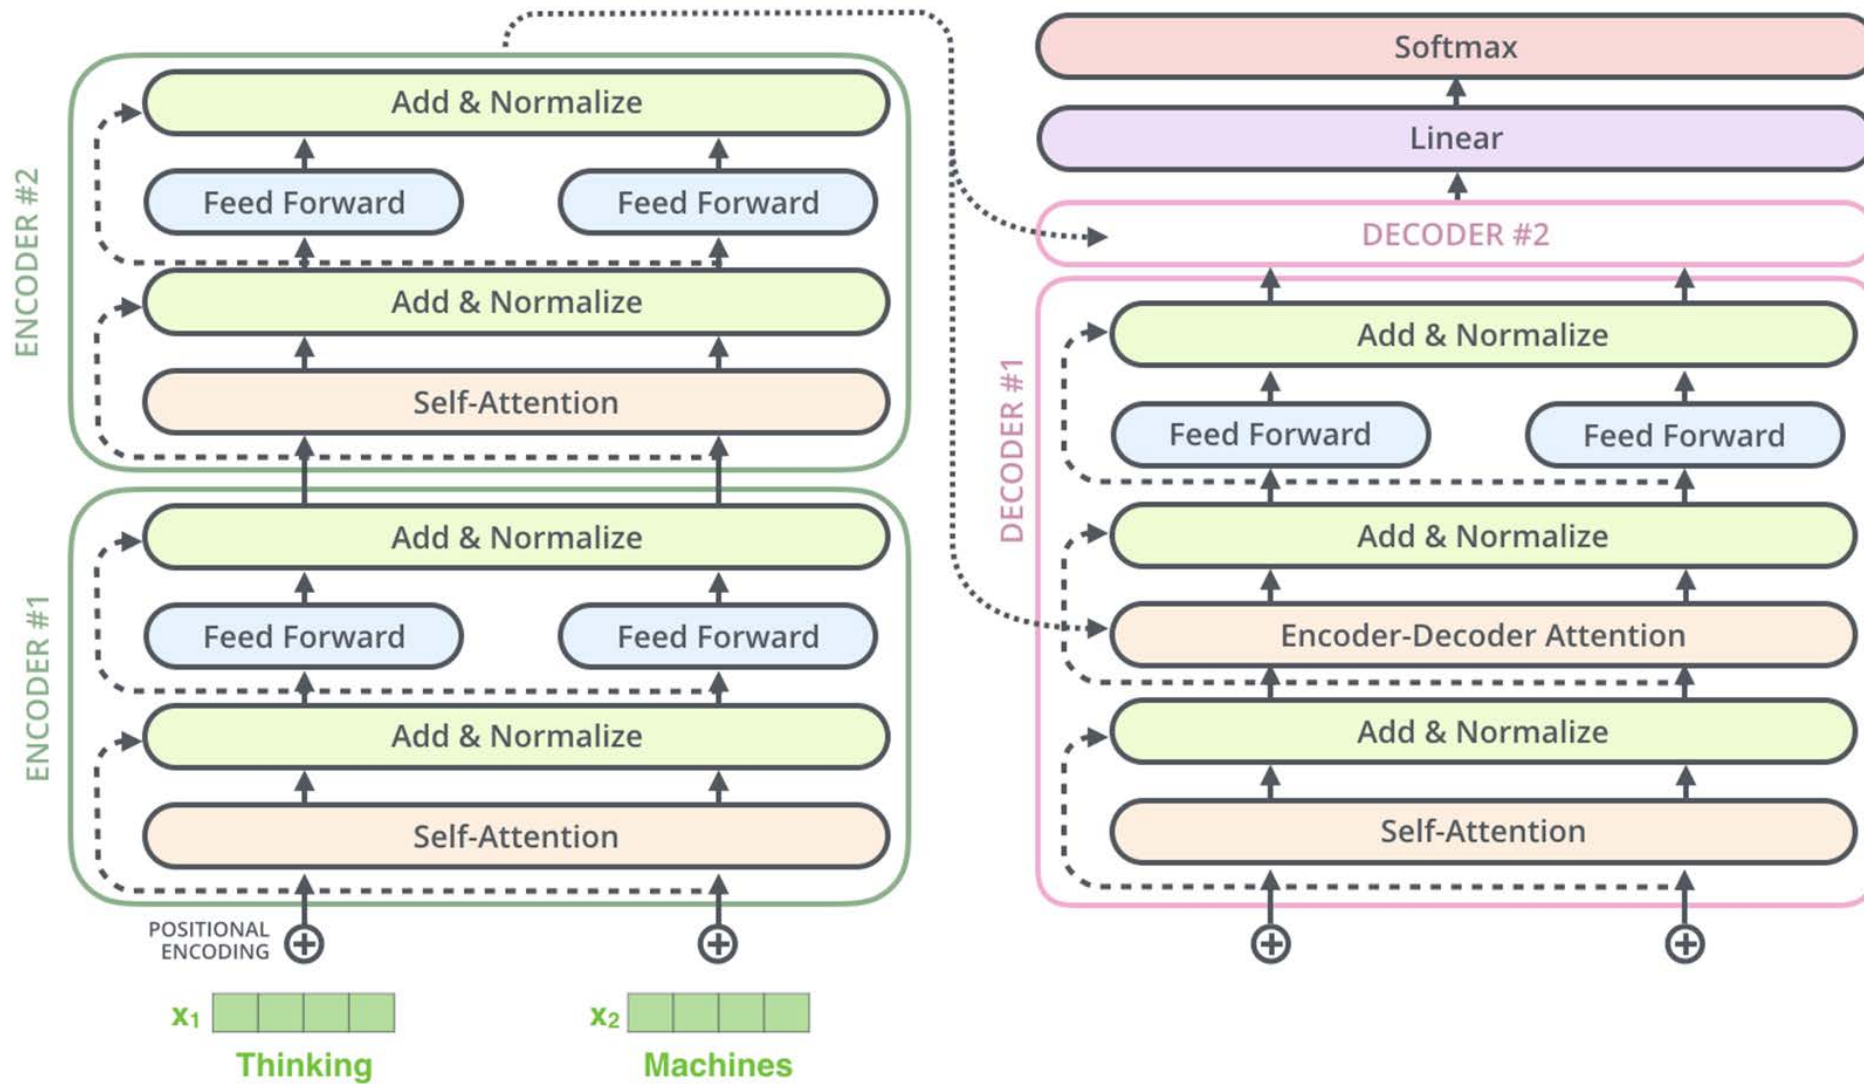 ENCODER #2
Add & Normalize
Feed Forward
Feed Forward
Add & Normalize
Self-Attention
ENCODER #1
Add & Normalize
Feed Forward
Feed Forward
Add & Normalize
Self-Attention
POSITIONAL
ENCODING
x₁
x₂
Thinking
Machines
Softmax
Linear
DECODER #2
DECODER #1
Add & Normalize
Feed Forward
Feed Forward
Add & Normalize
Encoder-Decoder Attention
Add & Normalize
Self-Attention